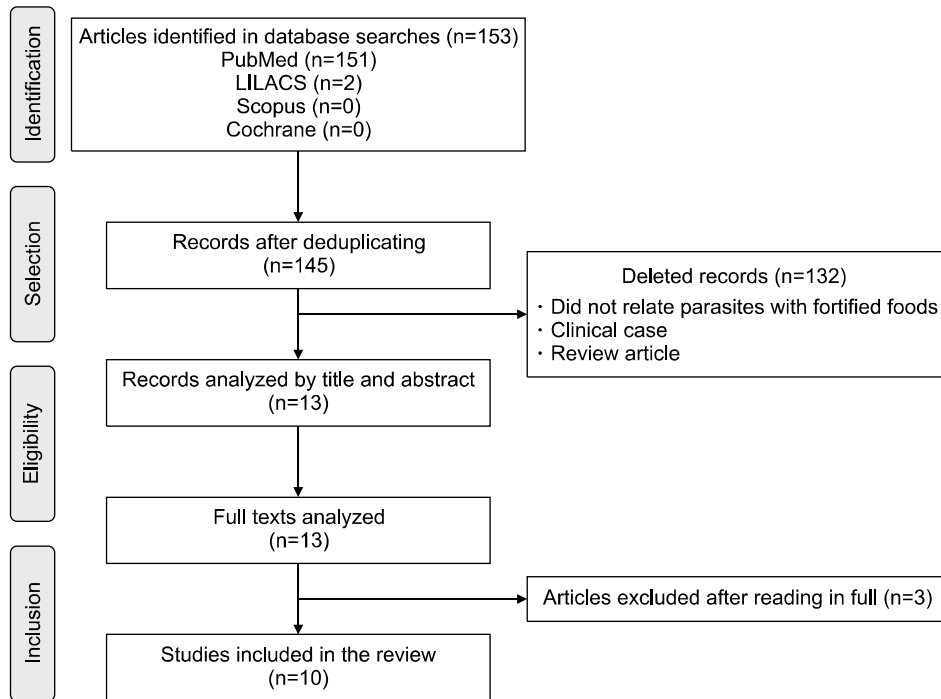 Identification
Articles identified in database searches (n=153)
PubMed (n=151)
LILACS (n=2)
Scopus (n=0)
Cochrane (n=0)
Selection
Records after deduplicating
(n=145)
Deleted records (n=132)
· Did not relate parasites with fortified foods
· Clinical case
· Review article
Eligibility
Records analyzed by title and abstract
(n=13)
Full texts analyzed
(n=13)
Inclusion
Articles excluded after reading in full (n=3)
Studies included in the review
(n=10)